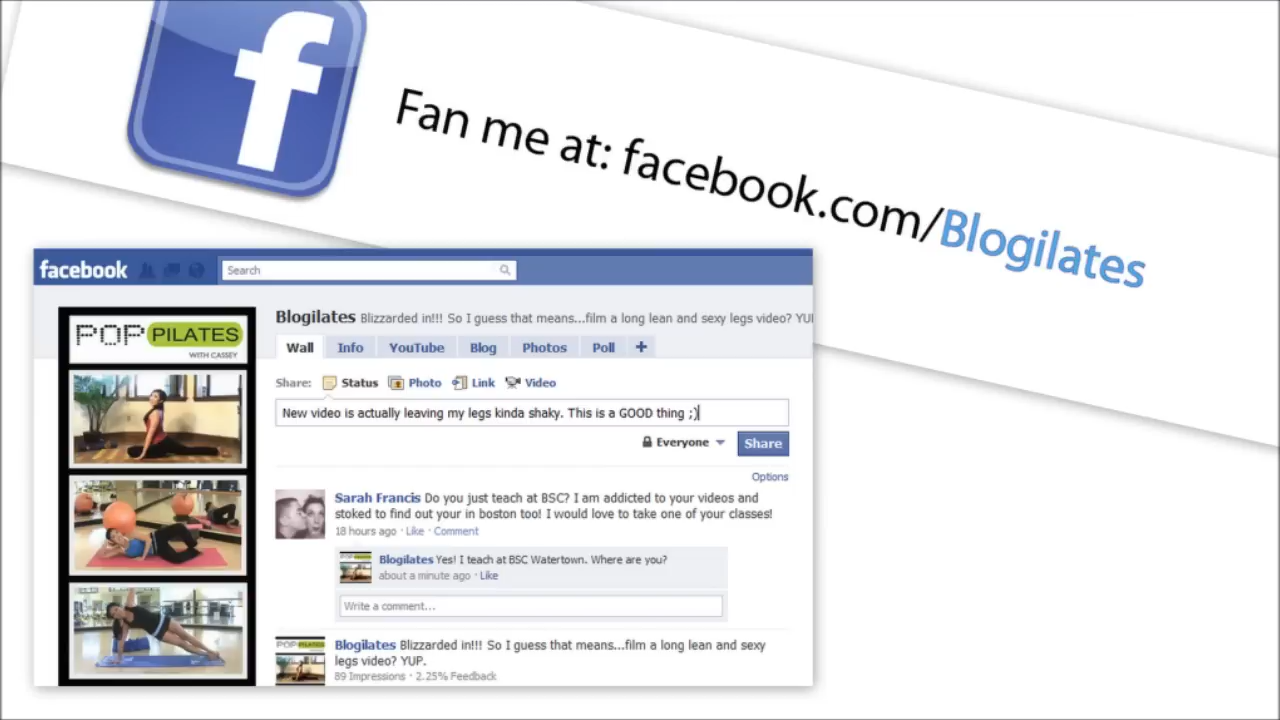 f
Fan me at: facebook.com/Blogilates
facebook
Search
POP PILATES
WITH CASSEY
Blogilates Blizzarded in!!! So I guess that means...film a long lean and sexy legs video? YU
Wall Info YouTube Blog Photos Poll +
Share: Status Photo Link Video
New video is actually leaving my legs kinda shaky. This is a GOOD thing ;)
Everyone Share
Options
Sarah Francis Do you just teach at BSC? I am addicted to your videos and
stoked to find out your in boston too! I would love to take one of your classes!
18 hours ago · Like · Comment
Blogilates Yes! I teach at BSC Watertown. Where are you?
about a minute ago · Like
Write a comment...
POP PILATES
Blogilates Blizzarded in!!! So I guess that means...film a long lean and sexy
legs video? YUP.
89 Impressions · 2.25% Feedback